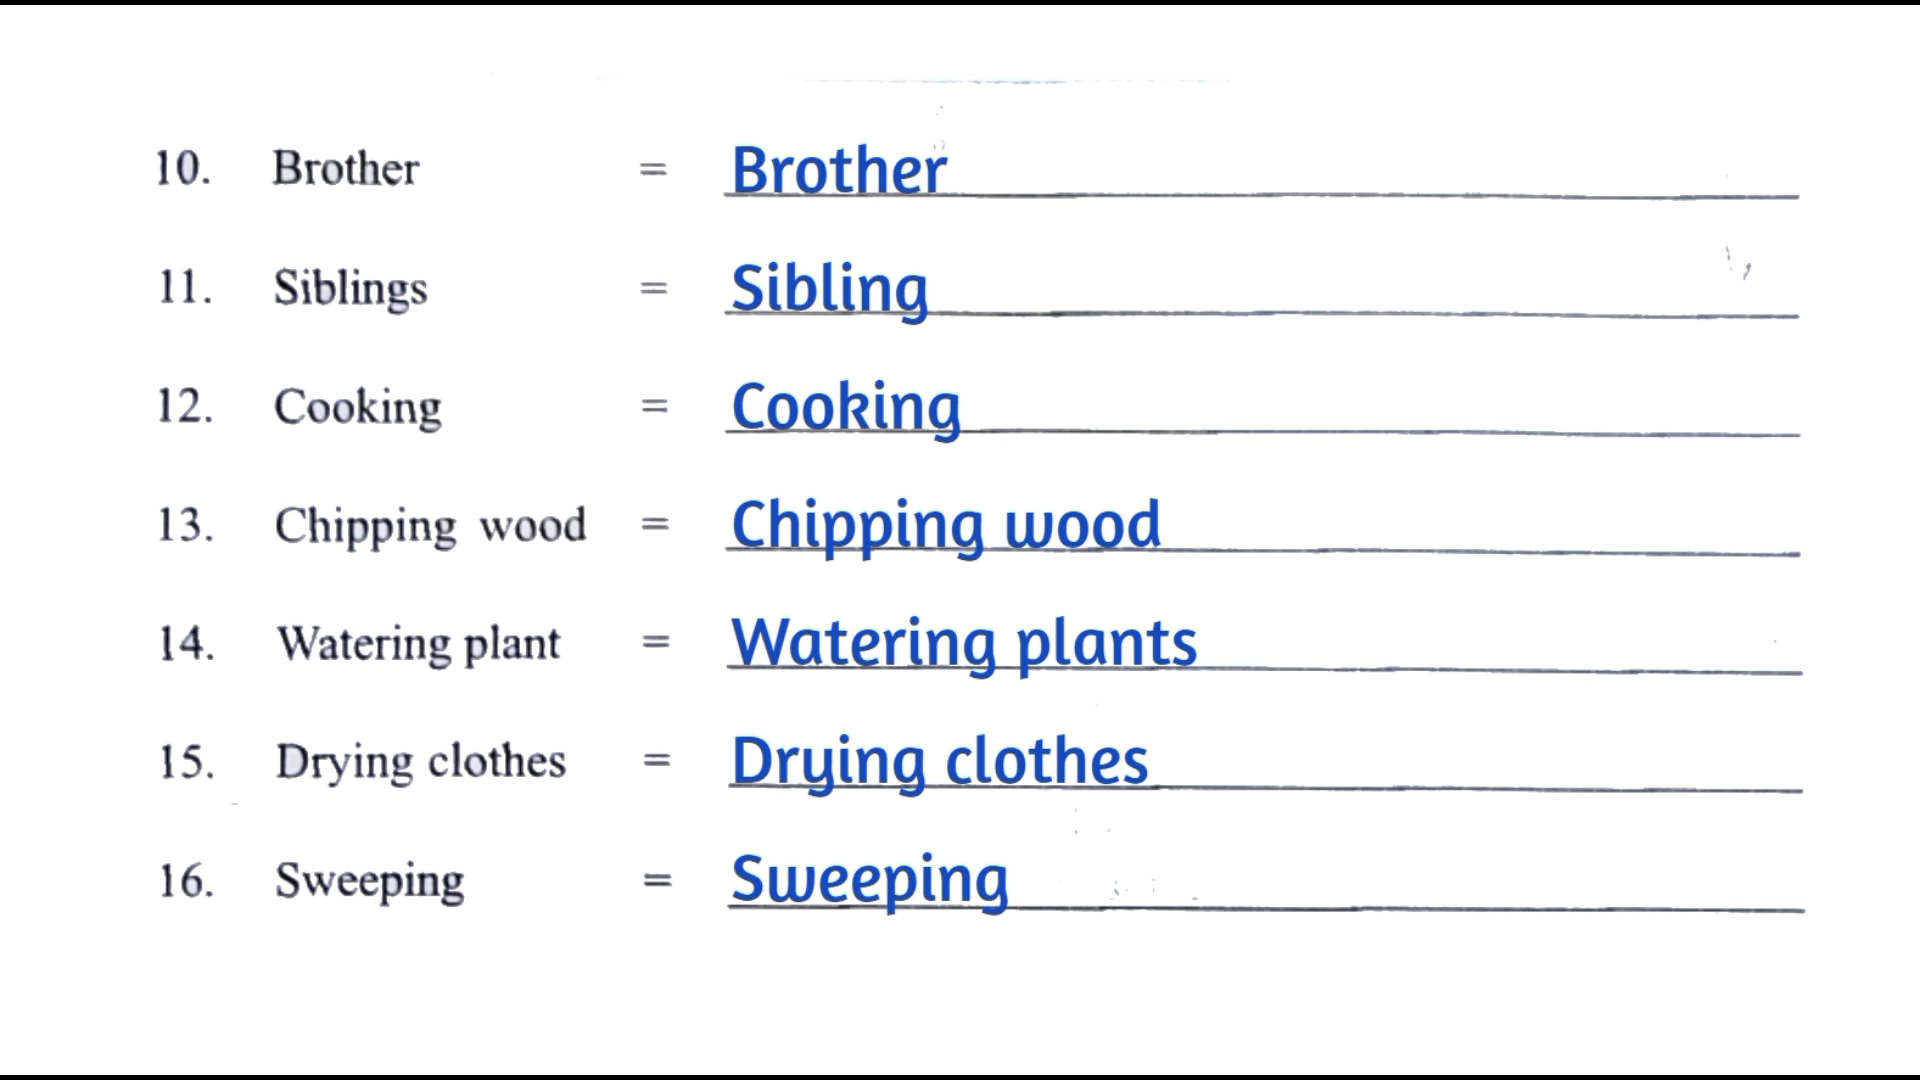 10. Brother = Brother
11. Siblings = Sibling
12. Cooking = Cooking
13. Chipping wood = Chipping wood
14. Watering plant = Watering plants
15. Drying clothes = Drying clothes
16. Sweeping = Sweeping